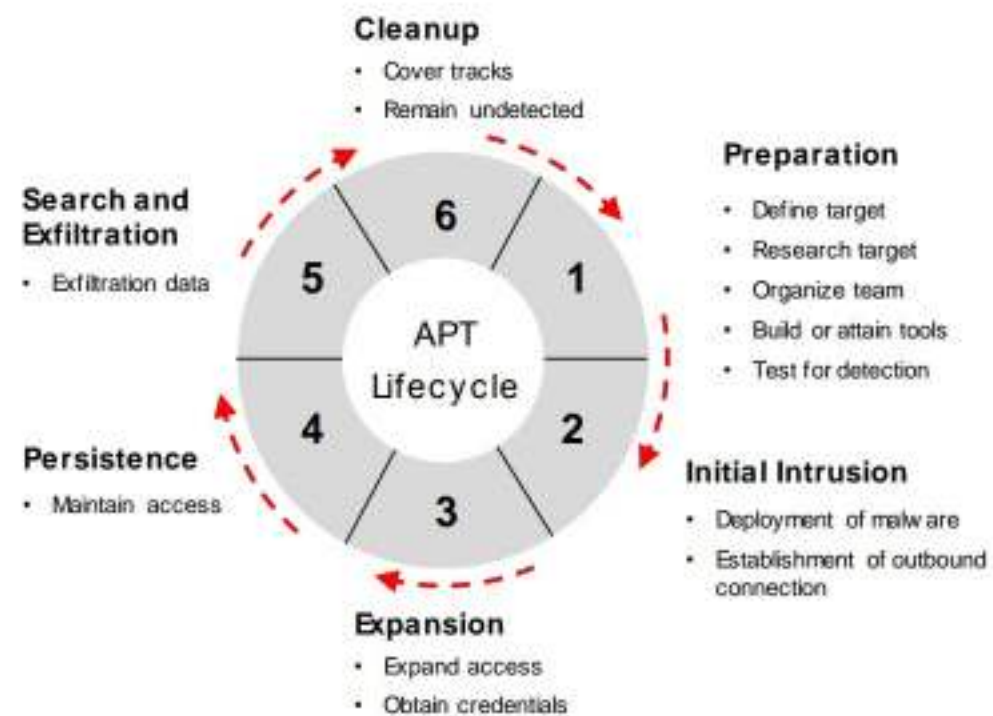 Cleanup
• Cover tracks
• Remain undetected
Preparation
• Define target
• Research target
• Organize team
• Build or attain tools
• Test for detection
Search and
Exfiltration
• Exfiltration data
6
5
1
APT
Lifecycle
4
2
3
Persistence
• Maintain access
Initial Intrusion
• Deployment of malware
• Establishment of outbound
connection
Expansion
• Expand access
• Obtain credentials